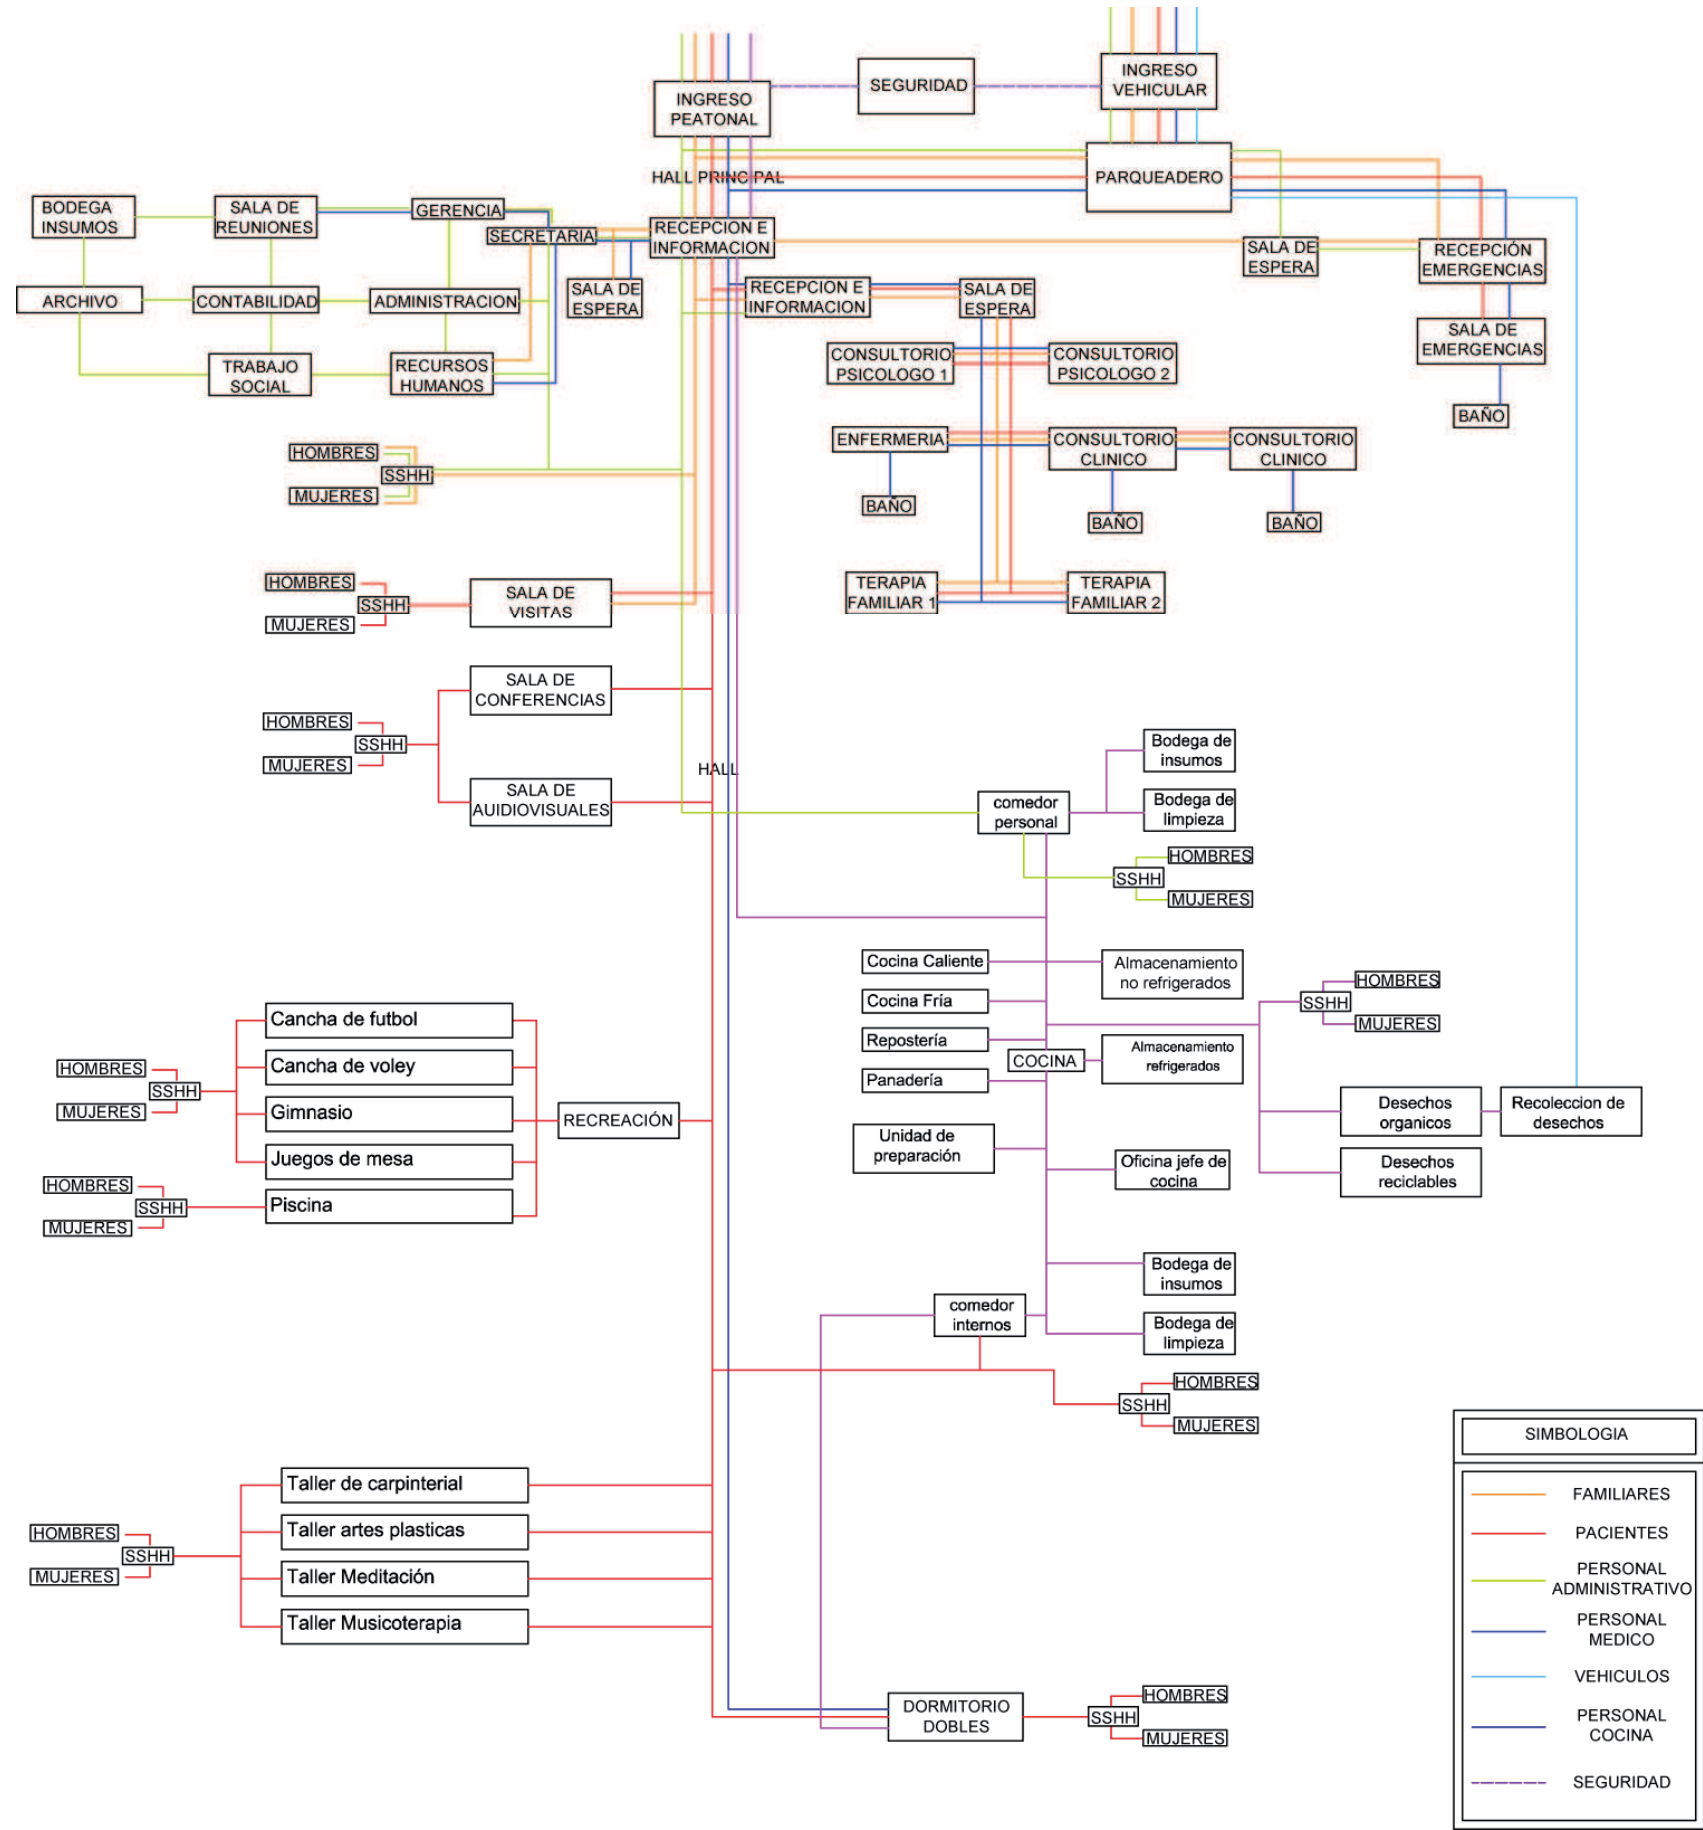 INGRESO
PEATONAL
SEGURIDAD
INGRESO
VEHICULAR
HALL PRINCIPAL
PARQUEADERO
BODEGA
INSUMOS
SALA DE
REUNIONES
GERENCIA
SECRETARIA
RECEPCION E
INFORMACION
SALA DE
ESPERA
RECEPCIÓN
EMERGENCIAS
ARCHIVO
CONTABILIDAD
ADMINISTRACION
SALA DE
ESPERA
RECEPCION E
INFORMACION
SALA DE
ESPERA
SALA DE
EMERGENCIAS
TRABAJO
SOCIAL
RECURSOS
HUMANOS
CONSULTORIO
PSICOLOGO 1
CONSULTORIO
PSICOLOGO 2
BAÑO
HOMBRES
SSHH
MUJERES
ENFERMERIA
CONSULTORIO
CLINICO
CONSULTORIO
CLINICO
BAÑO
BAÑO
BAÑO
HOMBRES
SSHH
MUJERES
SALA DE
VISITAS
TERAPIA
FAMILIAR 1
TERAPIA
FAMILIAR 2
SALA DE
CONFERENCIAS
HOMBRES
SSHH
MUJERES
HALL
SALA DE
AUIDIOVISUALES
Bodega de
insumos
comedor
personal
Bodega de
limpieza
HOMBRES
SSHH
MUJERES
Cocina Caliente
Almacenamiento
no refrigerados
Cocina Fría
HOMBRES
SSHH
MUJERES
Repostería
COCINA
Almacenamiento
refrigerados
Panadería
Cancha de futbol
Cancha de voley
Gimnasio
Juegos de mesa
Piscina
HOMBRES
SSHH
MUJERES
HOMBRES
SSHH
MUJERES
RECREACIÓN
Unidad de
preparación
Oficina jefe de
cocina
Desechos
organicos
Recoleccion de
desechos
Desechos
reciclables
Bodega de
insumos
comedor
internos
Bodega de
limpieza
HOMBRES
SSHH
MUJERES
Taller de carpinterial
Taller artes plasticas
Taller Meditación
Taller Musicoterapia
HOMBRES
SSHH
MUJERES
DORMITORIO
DOBLES
HOMBRES
SSHH
MUJERES
SIMBOLOGIA
FAMILIARES
PACIENTES
PERSONAL
ADMINISTRATIVO
PERSONAL
MEDICO
VEHICULOS
PERSONAL
COCINA
SEGURIDAD